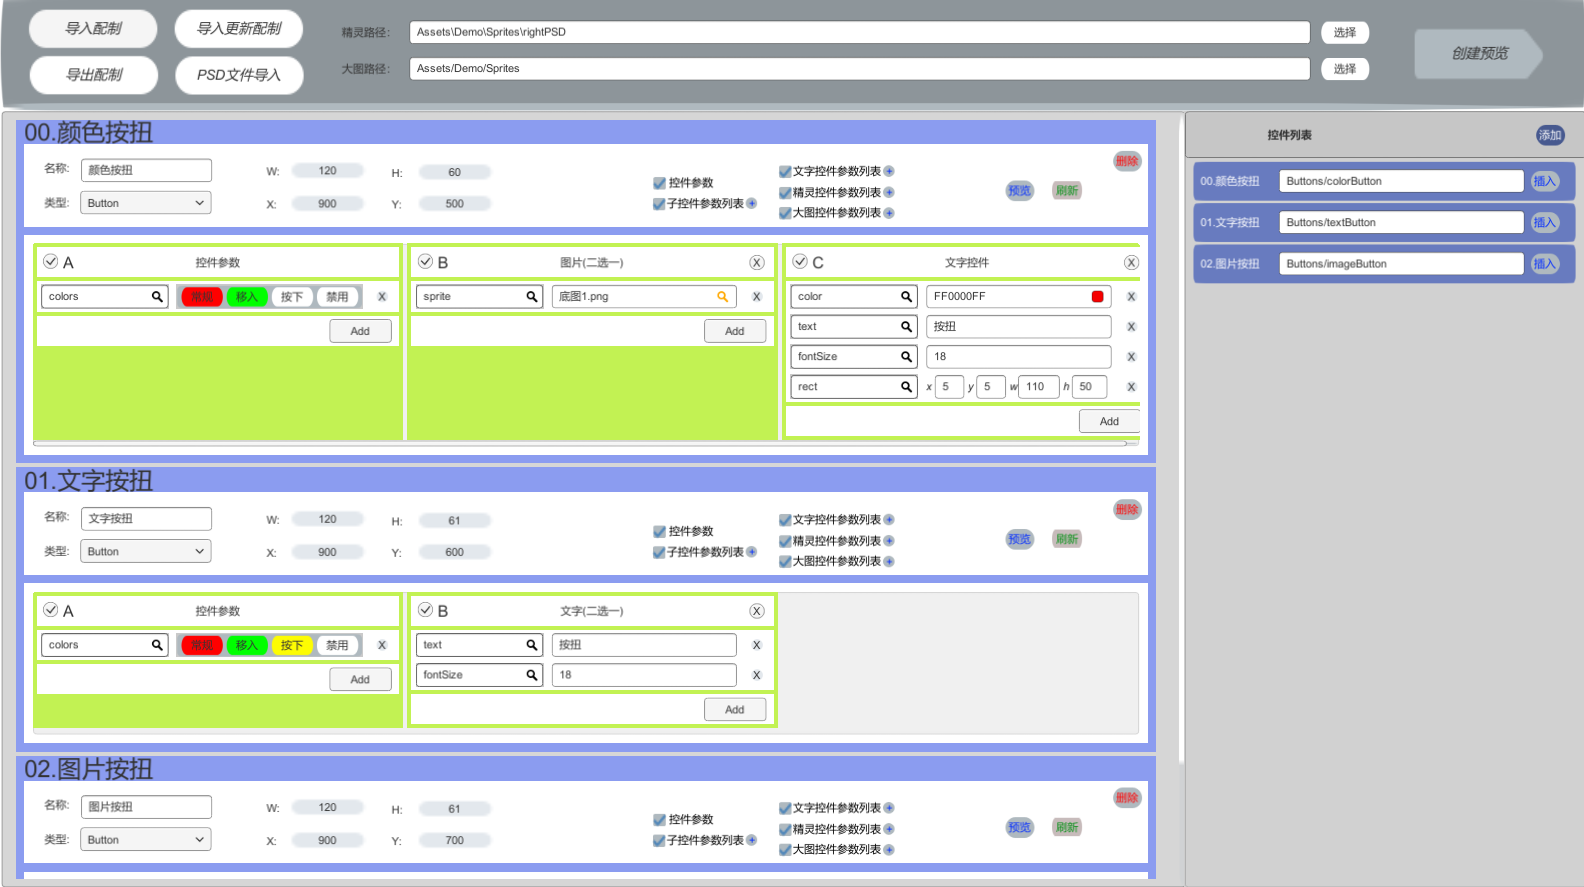 导入配制
导入更新配制
导出配制
PSD文件导入
精灵路径:
Assets\Demo\Sprites\rightPSD
选择
大图路径:
Assets/Demo/Sprites
选择
创建预览
00.颜色按扭
名称:
颜色按扭
W:
120
H:
60
类型:
Button
X:
900
Y:
500
控件参数
子控件参数列表
文字控件参数列表
精灵控件参数列表
大图控件参数列表
预览
刷新
删除
A
控件参数
colors
常规
移入
按下
禁用
X
Add
B
图片(二选一)
X
sprite
底图1.png
X
Add
C
文字控件
X
color
FF0000FF
X
text
按扭
X
fontSize
18
X
rect
x 5 y 5 w 110 h 50
X
Add
01.文字按扭
名称:
文字按扭
W:
120
H:
61
类型:
Button
X:
900
Y:
600
控件参数
子控件参数列表
文字控件参数列表
精灵控件参数列表
大图控件参数列表
预览
刷新
删除
A
控件参数
colors
常规
移入
按下
禁用
X
Add
B
文字(二选一)
X
text
按扭
X
fontSize
18
X
Add
02.图片按扭
名称:
图片按扭
W:
120
H:
61
类型:
Button
X:
900
Y:
700
控件参数
子控件参数列表
文字控件参数列表
精灵控件参数列表
大图控件参数列表
预览
刷新
删除
控件列表
添加
00.颜色按扭
Buttons/colorButton
插入
01.文字按扭
Buttons/textButton
插入
02.图片按扭
Buttons/imageButton
插入